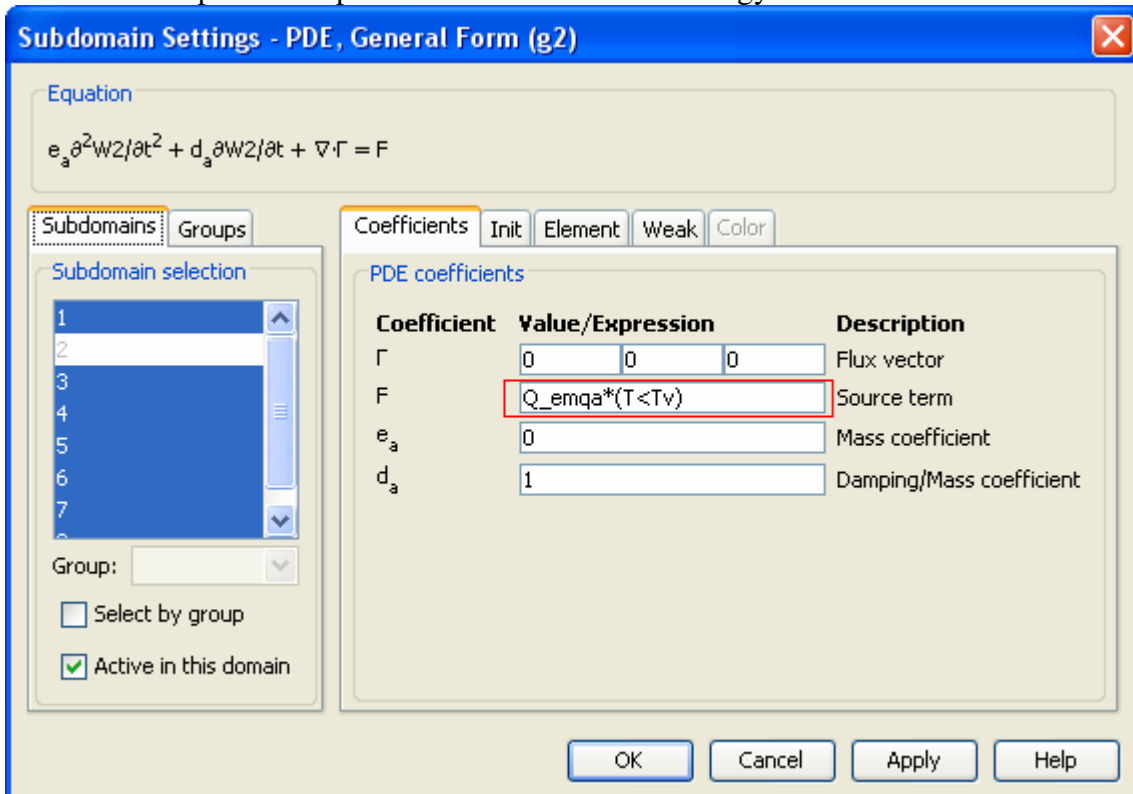 Subdomain Settings - PDE, General Form (g2)
Equation
e_a∂²W2/∂t² + d_a∂W2/∂t + ∇·Γ = F
Subdomains Groups
Coefficients Init Element Weak Color
Subdomain selection
1
2
3
4
5
6
7
Group:
Select by group
Active in this domain
PDE coefficients
Coefficient Value/Expression Description
Γ 0 0 0 Flux vector
F Q_emqa*(T<Tv) Source term
e_a 0 Mass coefficient
d_a 1 Damping/Mass coefficient
OK Cancel Apply Help